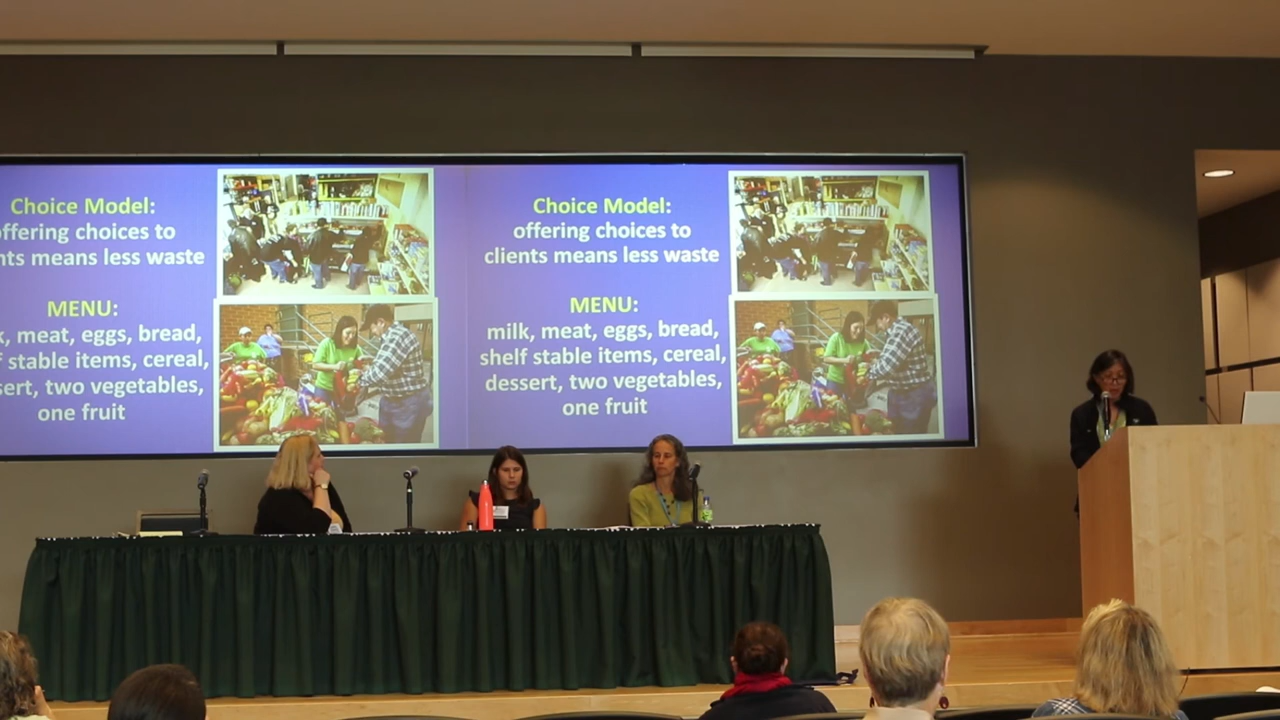 Choice Model:
offering choices to
means less waste
MENU:
meat, eggs, bread,
stable items, cereal,
two vegetables,
one fruit
Choice Model:
offering choices to
clients means less waste
MENU:
milk, meat, eggs, bread,
shelf stable items, cereal,
dessert, two vegetables,
one fruit